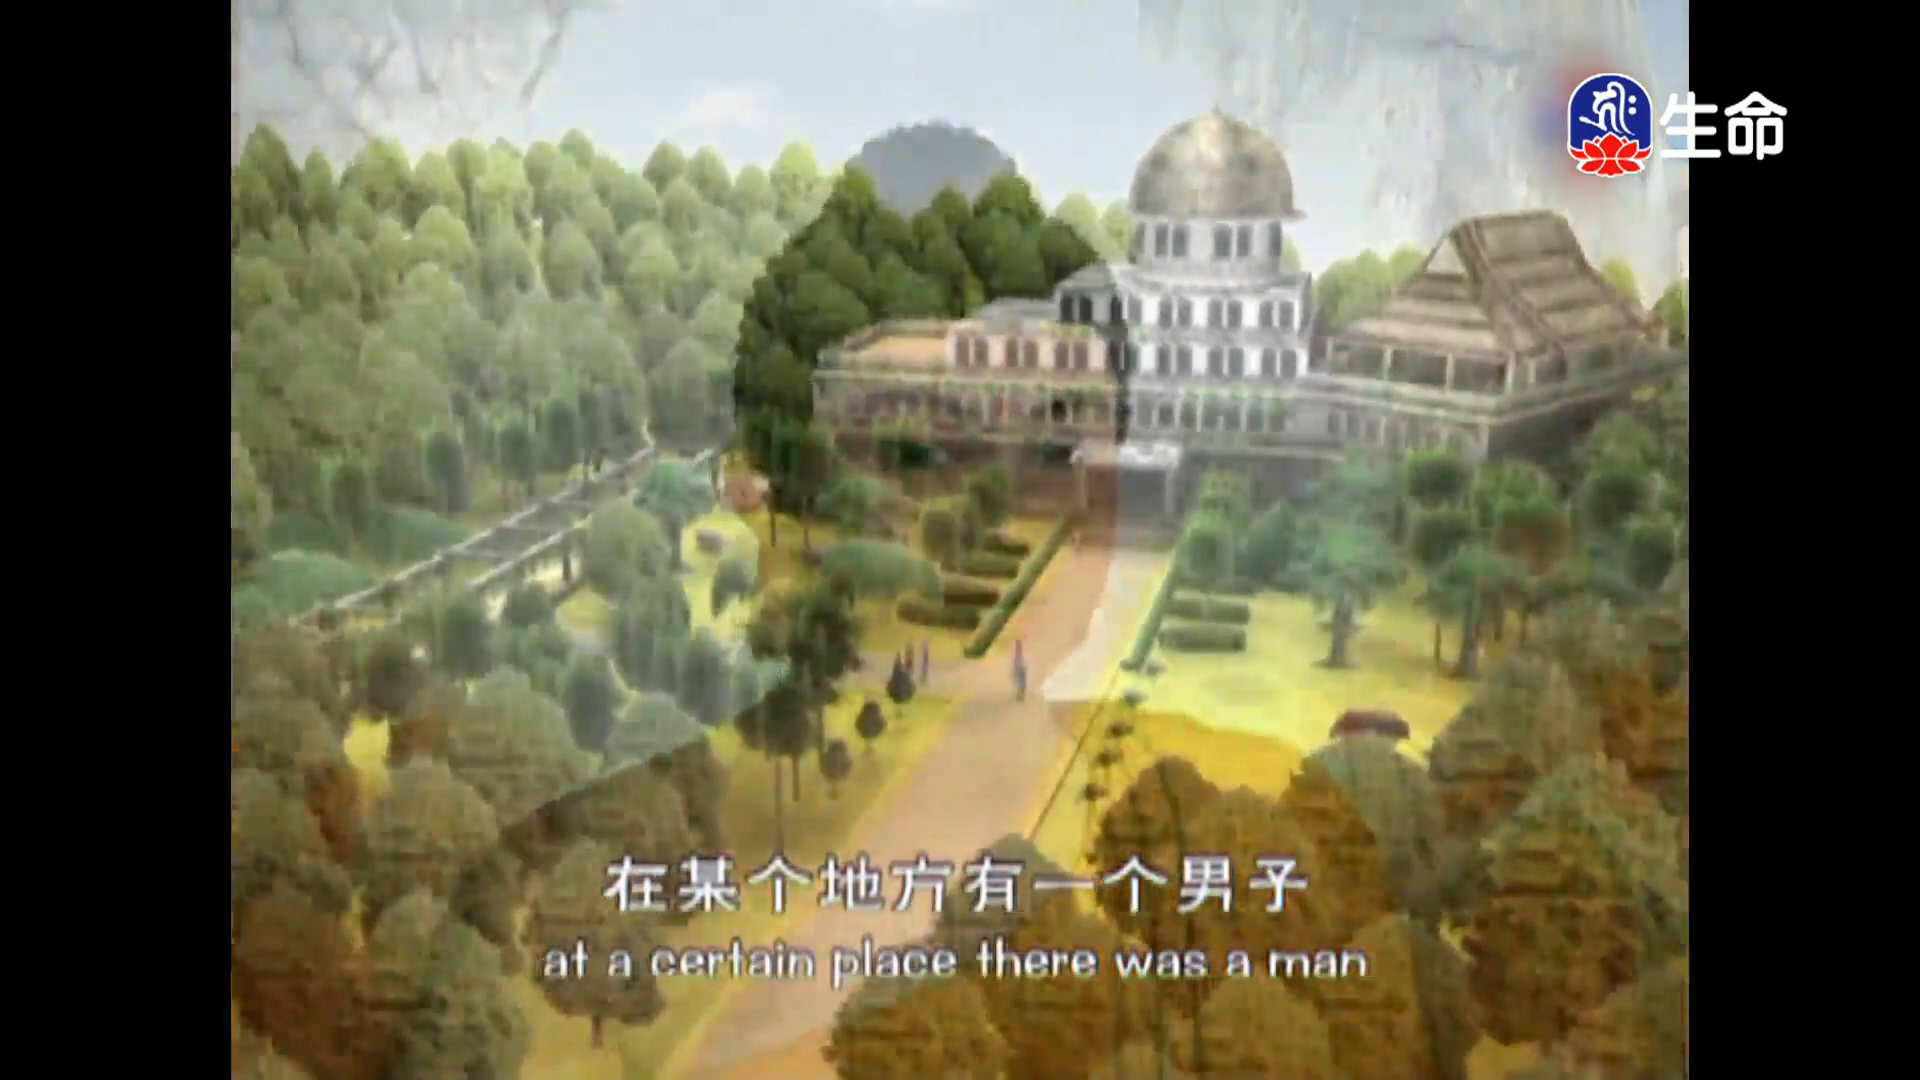 生命
在某个地方有一个男子
at a certain place there was a man